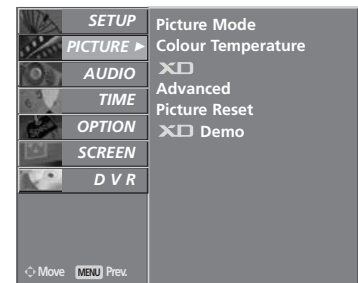 SETUP
PICTURE ►
AUDIO
TIME
OPTION
SCREEN
D V R
Move MENU Prev.
Picture Mode
Colour Temperature
XD
Advanced
Picture Reset
XD Demo